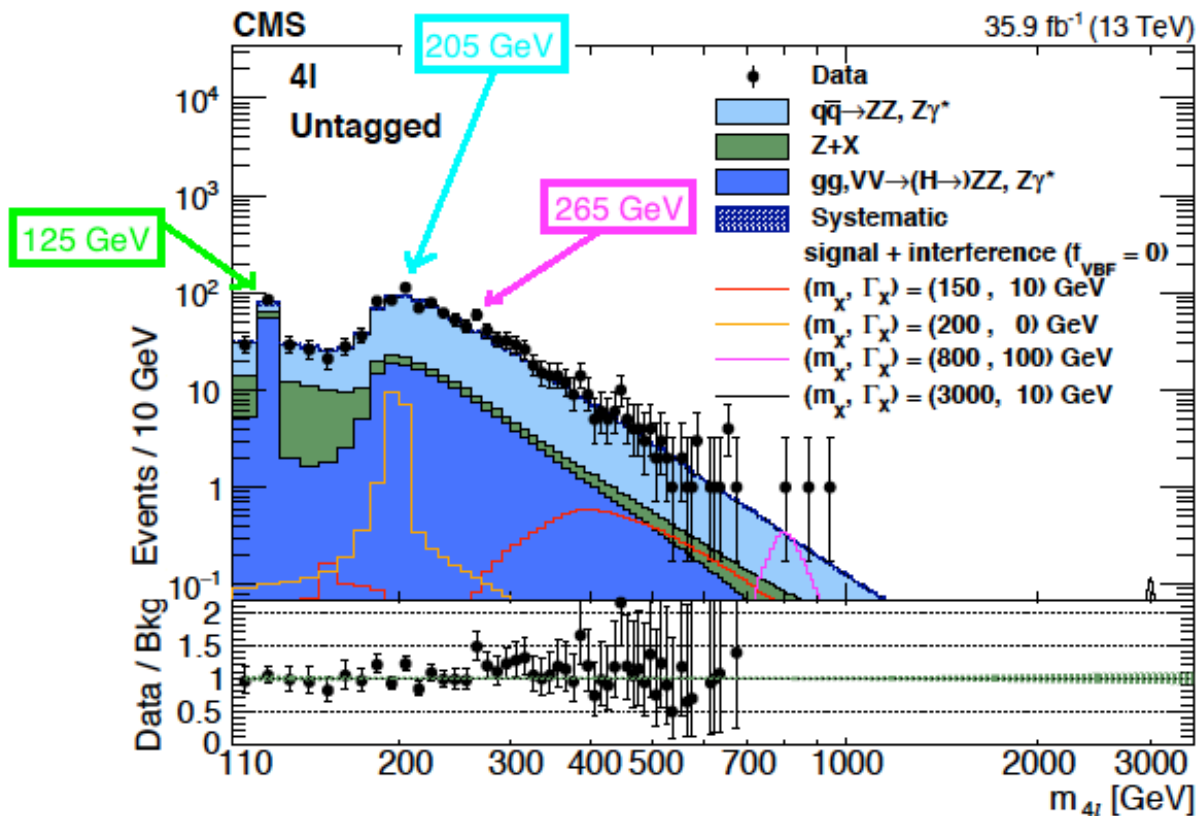 CMS
35.9 fb⁻¹ (13 TeV)
205 GeV
4l
Untagged
125 GeV
265 GeV
Data
qq̄→ZZ, Zγ*
Z+X
gg,VV→(H→)ZZ, Zγ*
Systematic
signal + interference (f_VBF = 0)
(m_X, Γ_X) = (150 , 10) GeV
(m_X, Γ_X) = (200 , 0) GeV
(m_X, Γ_X) = (800 , 100) GeV
(m_X, Γ_X) = (3000, 10) GeV
Events / 10 GeV
10⁴
10³
10²
10
1
10⁻¹
Data / Bkg
2
1.5
1
0.5
0
110 200 300 400 500 700 1000 2000 3000
m_4l [GeV]